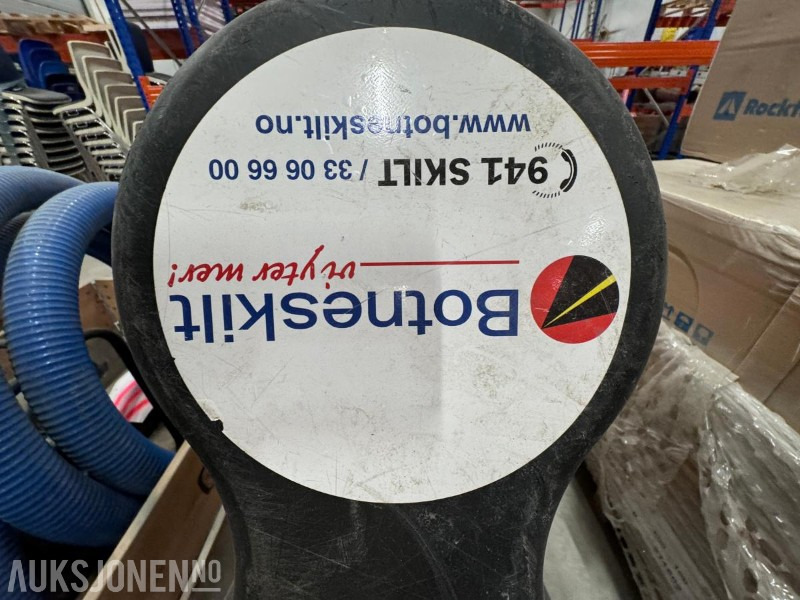 Botneskilt
vi yter mer!
941 SKILT / 33 06 66 00
www.botneskilt.no
AUKSJONEN.NO